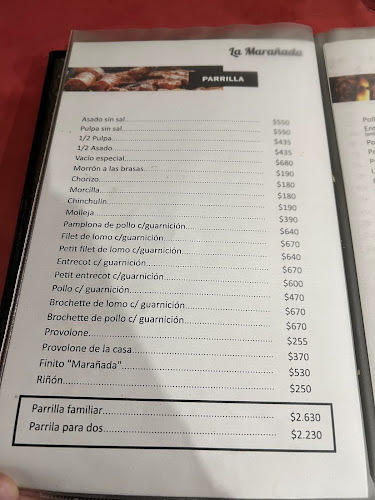 La Marañada
PARRILLA
Asado sin sal $550
Pulpa sin sal $550
1/2 Pulpa $435
1/2 Asado $435
Vacío especial $680
Morrón a las brasas $190
Chorizo $180
Morcilla $180
Chinchulín $190
Molleja $390
Pamplona de pollo c/guarnición $640
Filet de lomo c/guarnición $670
Petit filet de lomo c/guarnición $640
Entrecot c/guarnición $670
Petit entrecot c/guarnición $600
Pollo c/ guarnición $470
Brochette de lomo c/ guarnición $670
Brochette de pollo c/ guarnición $670
Provolone $255
Provolone de la casa $370
Finito "Marañada" $530
Riñón $250
Parrilla familiar $2.630
Parrila para dos $2.230